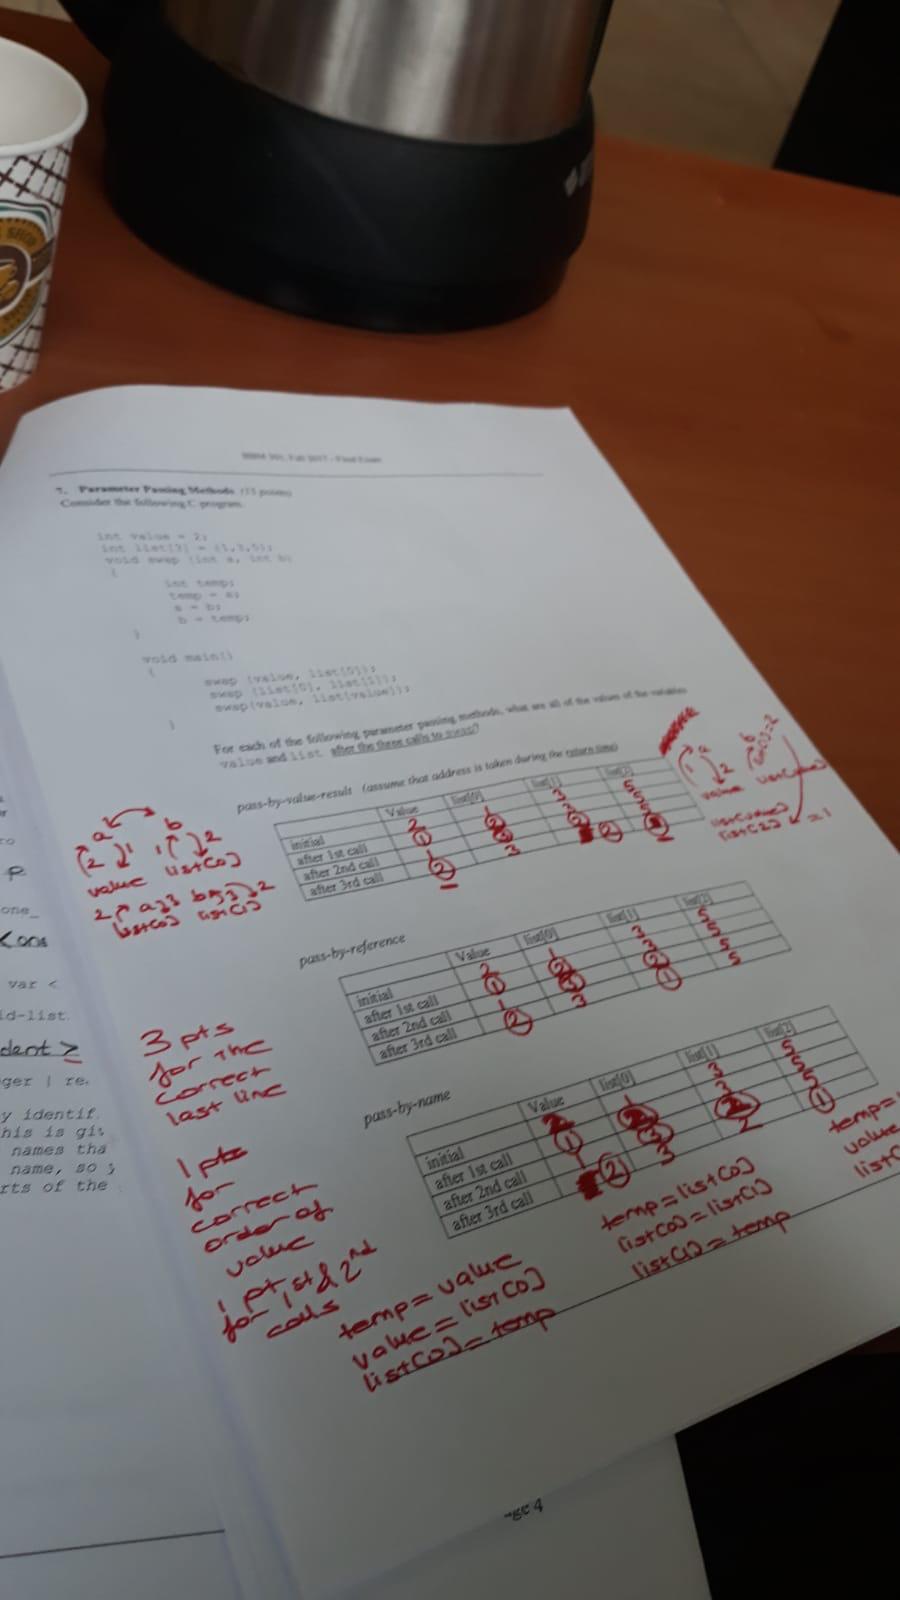 BBM 301, Fall 2017 - Final Exam
7. Parameter Passing Methods (15 points)
Consider the following C program.
int value = 2;
int list[3] = {1,3,5};
void swap (int a, int b)
{
int temp;
temp = a;
a = b;
b = temp;
}
void main()
{
swap (value, list[0]);
swap (list[0], list[1]);
swap(value, list[value]);
}
For each of the following parameter passing methods, what are all of the values of the variables
value and list after the three calls to swap?
pass-by-value-result (assume that address is taken during the return time)
Value list[0] list[1] list[2]
initial 2 1 3 5
after 1st call 1 2 3 5
after 2nd call 1 3 2 5
after 3rd call 2 3
a b
2 1 1 2
value list[0]
2 a 3 b 3 2
list[0] list[1]
a b
2
value list[value]
list[value]
list[2] = 1
pass-by-reference
Value list[0] list[1] list[2]
initial 2 1 3 5
after 1st call 1 2 3 5
after 2nd call 1 3 2 5
after 3rd call 2 3 1 5
3 pts
for the
correct
last line
pass-by-name
Value list[0] list[1] list[2]
initial 2 1 3 5
after 1st call 1 2 3 5
after 2nd call 1 3 2 5
after 3rd call 2 3 2 1
1 pts
for
correct
order of
value
1 pt
for 1st & 2nd
calls
temp = value
value = list[0]
list[0] = temp
temp = list[0]
list[0] = list[1]
list[1] = temp
temp =
value
list[
one_
var <
id-list.
dent >
ger | re
y identif
his is gi
names tha
name, so
rts of the
SHOP